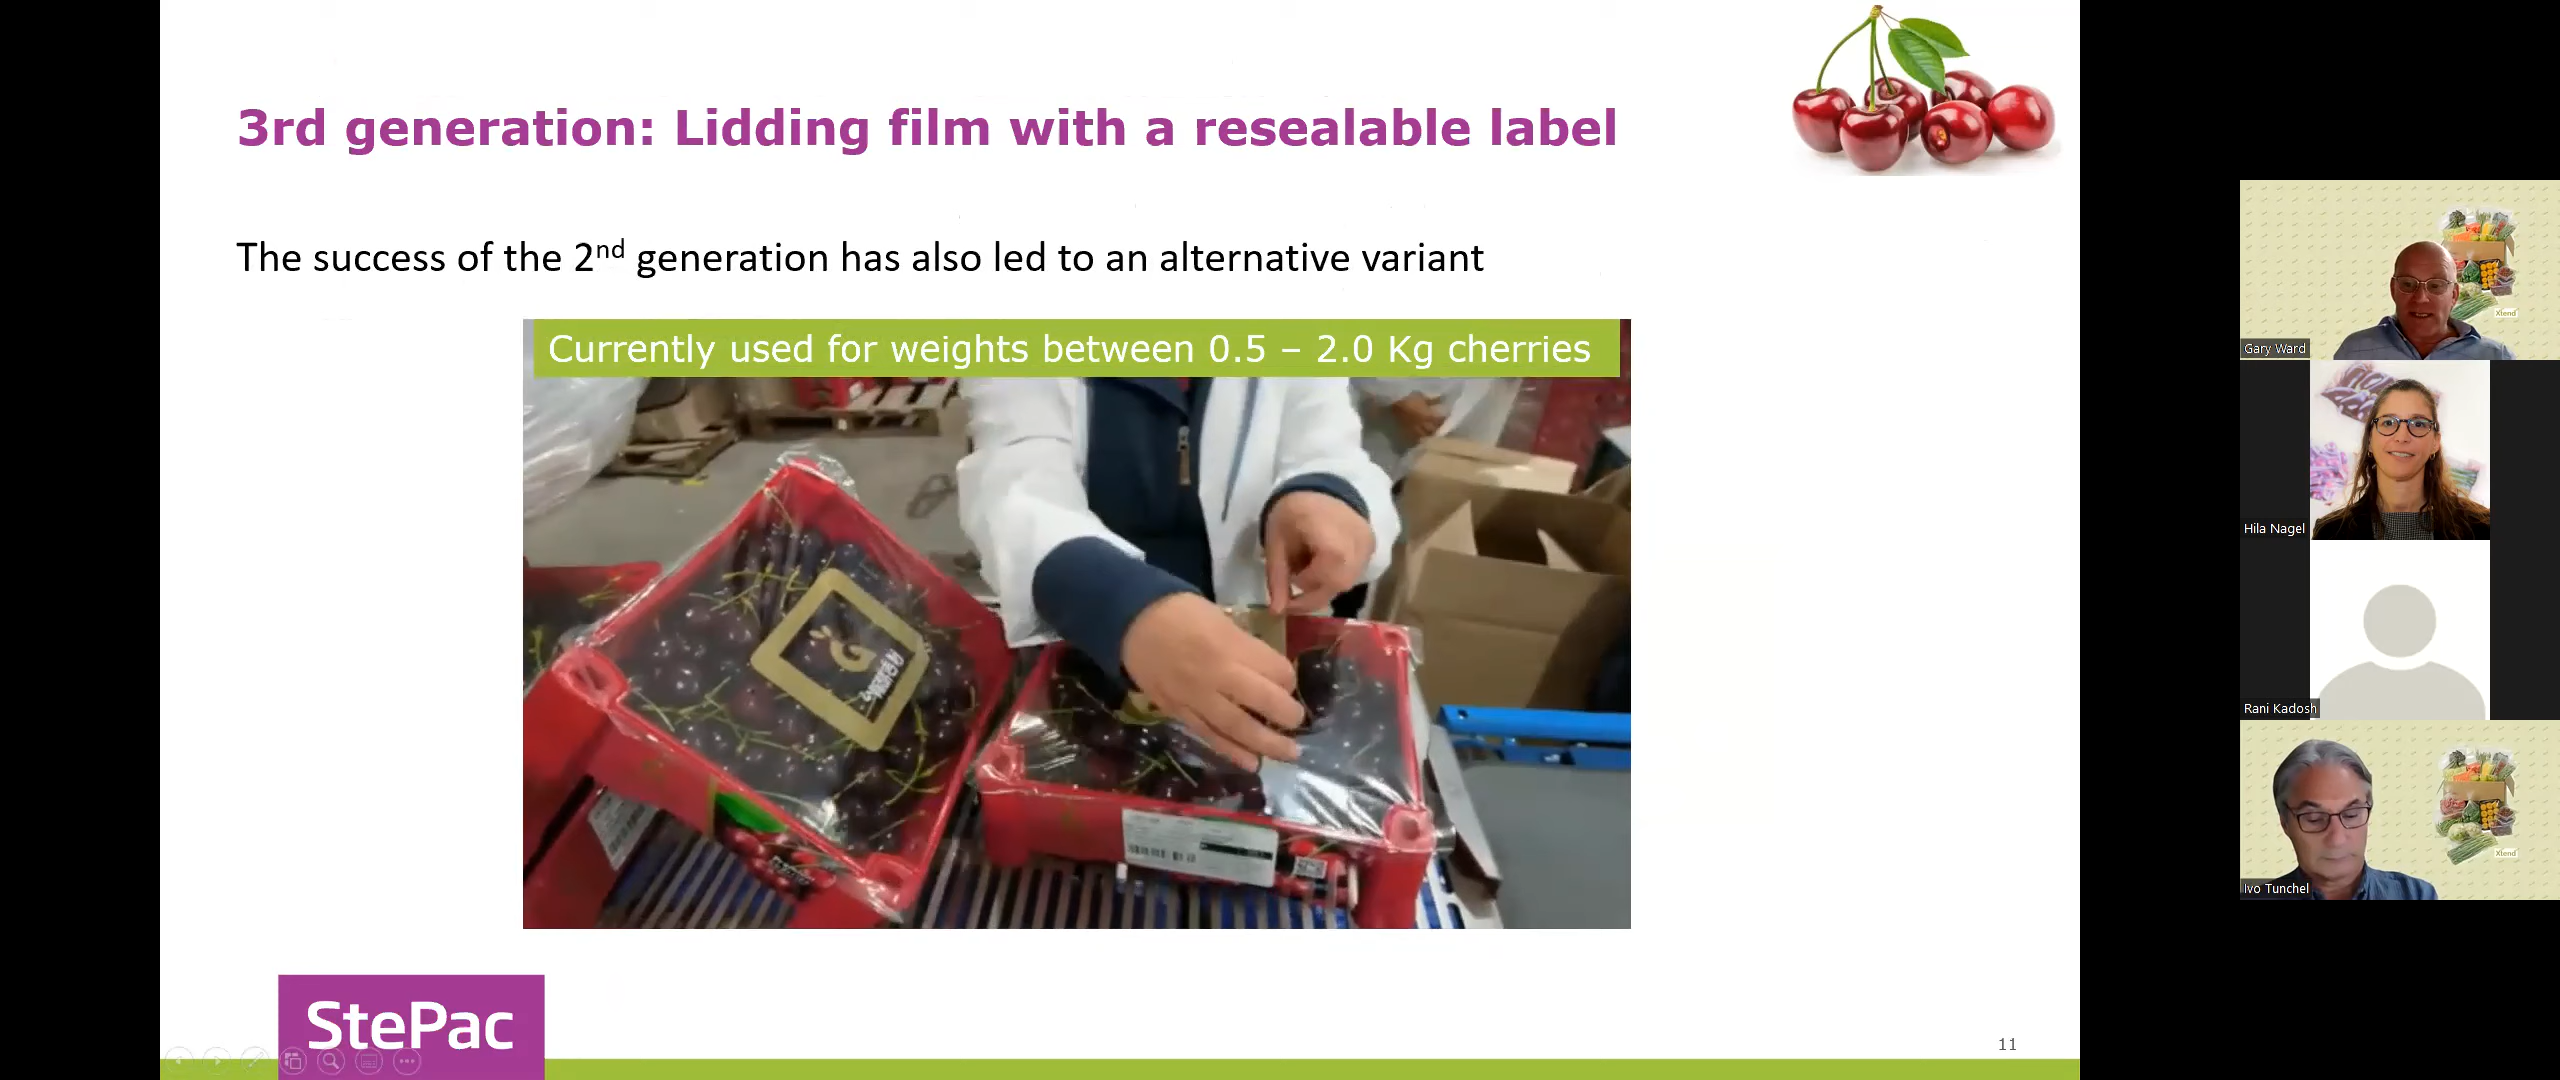 3rd generation: Lidding film with a resealable label
The success of the 2nd generation has also led to an alternative variant
Currently used for weights between 0.5 – 2.0 Kg cherries
G
StePac
11
Gary Ward
Hila Nagel
Rani Kadosh
Xtend
Ivo Tunchel
Xtend